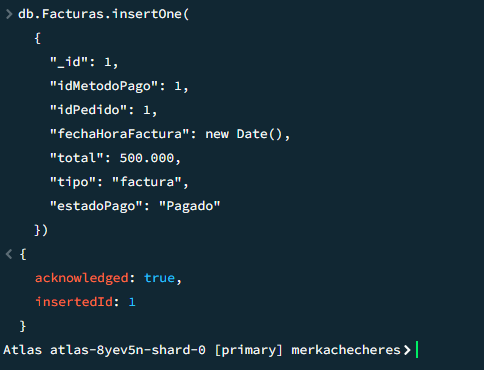 > db.Facturas.insertOne(
{
"_id": 1,
"idMetodoPago": 1,
"idPedido": 1,
"fechaHoraFactura": new Date(),
"total": 500.000,
"tipo": "factura",
"estadoPago": "Pagado"
})
< {
acknowledged: true,
insertedId: 1
}
Atlas atlas-8yev5n-shard-0 [primary] merkachecheres>